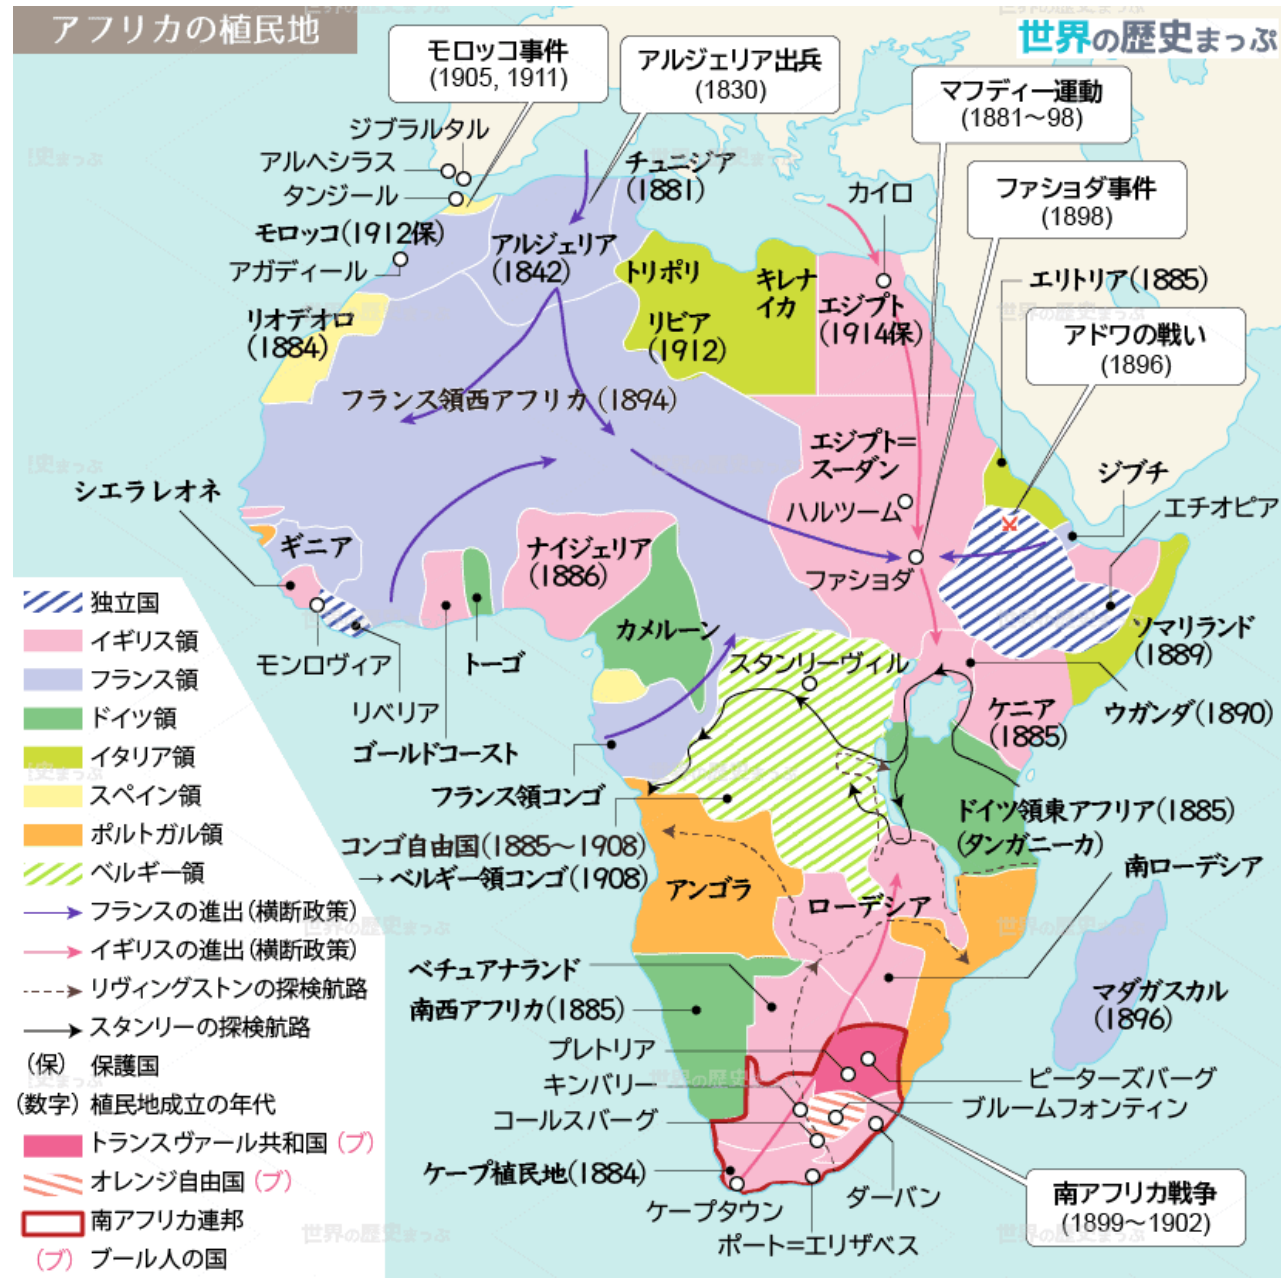 アフリカの植民地
世界の歴史まっぷ
モロッコ事件
(1905, 1911)
アルジェリア出兵
(1830)
マフディー運動
(1881〜98)
ファショダ事件
(1898)
アドワの戦い
(1896)
ジブラルタル
アルヘシラス
タンジール
モロッコ(1912保)
アガディール
チュニジア
(1881)
カイロ
アルジェリア
(1842)
トリポリ
キレナ
イカ
エジプト
(1914保)
エリトリア(1885)
リオデオロ
(1884)
リビア
(1912)
フランス領西アフリカ(1894)
エジプト=
スーダン
ハルツーム
ファショダ
ジブチ
エチオピア
シエラレオネ
ギニア
ナイジェリア
(1886)
カメルーン
スタンリーヴィル
ソマリランド
(1889)
モンロヴィア
トーゴ
リベリア
ゴールドコースト
ケニア
(1885)
ウガンダ(1890)
フランス領コンゴ
コンゴ自由国(1885〜1908)
→ ベルギー領コンゴ(1908)
ドイツ領東アフリカ(1885)
(タンガニーカ)
アンゴラ
ローデシア
南ローデシア
ベチュアナランド
南西アフリカ(1885)
マダガスカル
(1896)
プレトリア
キンバリー
コールスバーグ
ピーターズバーグ
ブルームフォンティン
ケープ植民地(1884)
ケープタウン
ダーバン
ポート=エリザベス
南アフリカ戦争
(1899〜1902)
独立国
イギリス領
フランス領
ドイツ領
イタリア領
スペイン領
ポルトガル領
ベルギー領
フランスの進出(横断政策)
イギリスの進出(横断政策)
リヴィングストンの探検航路
スタンリーの探検航路
(保) 保護国
(数字) 植民地成立の年代
トランスヴァール共和国(ブ)
オレンジ自由国(ブ)
南アフリカ連邦
(ブ) ブール人の国